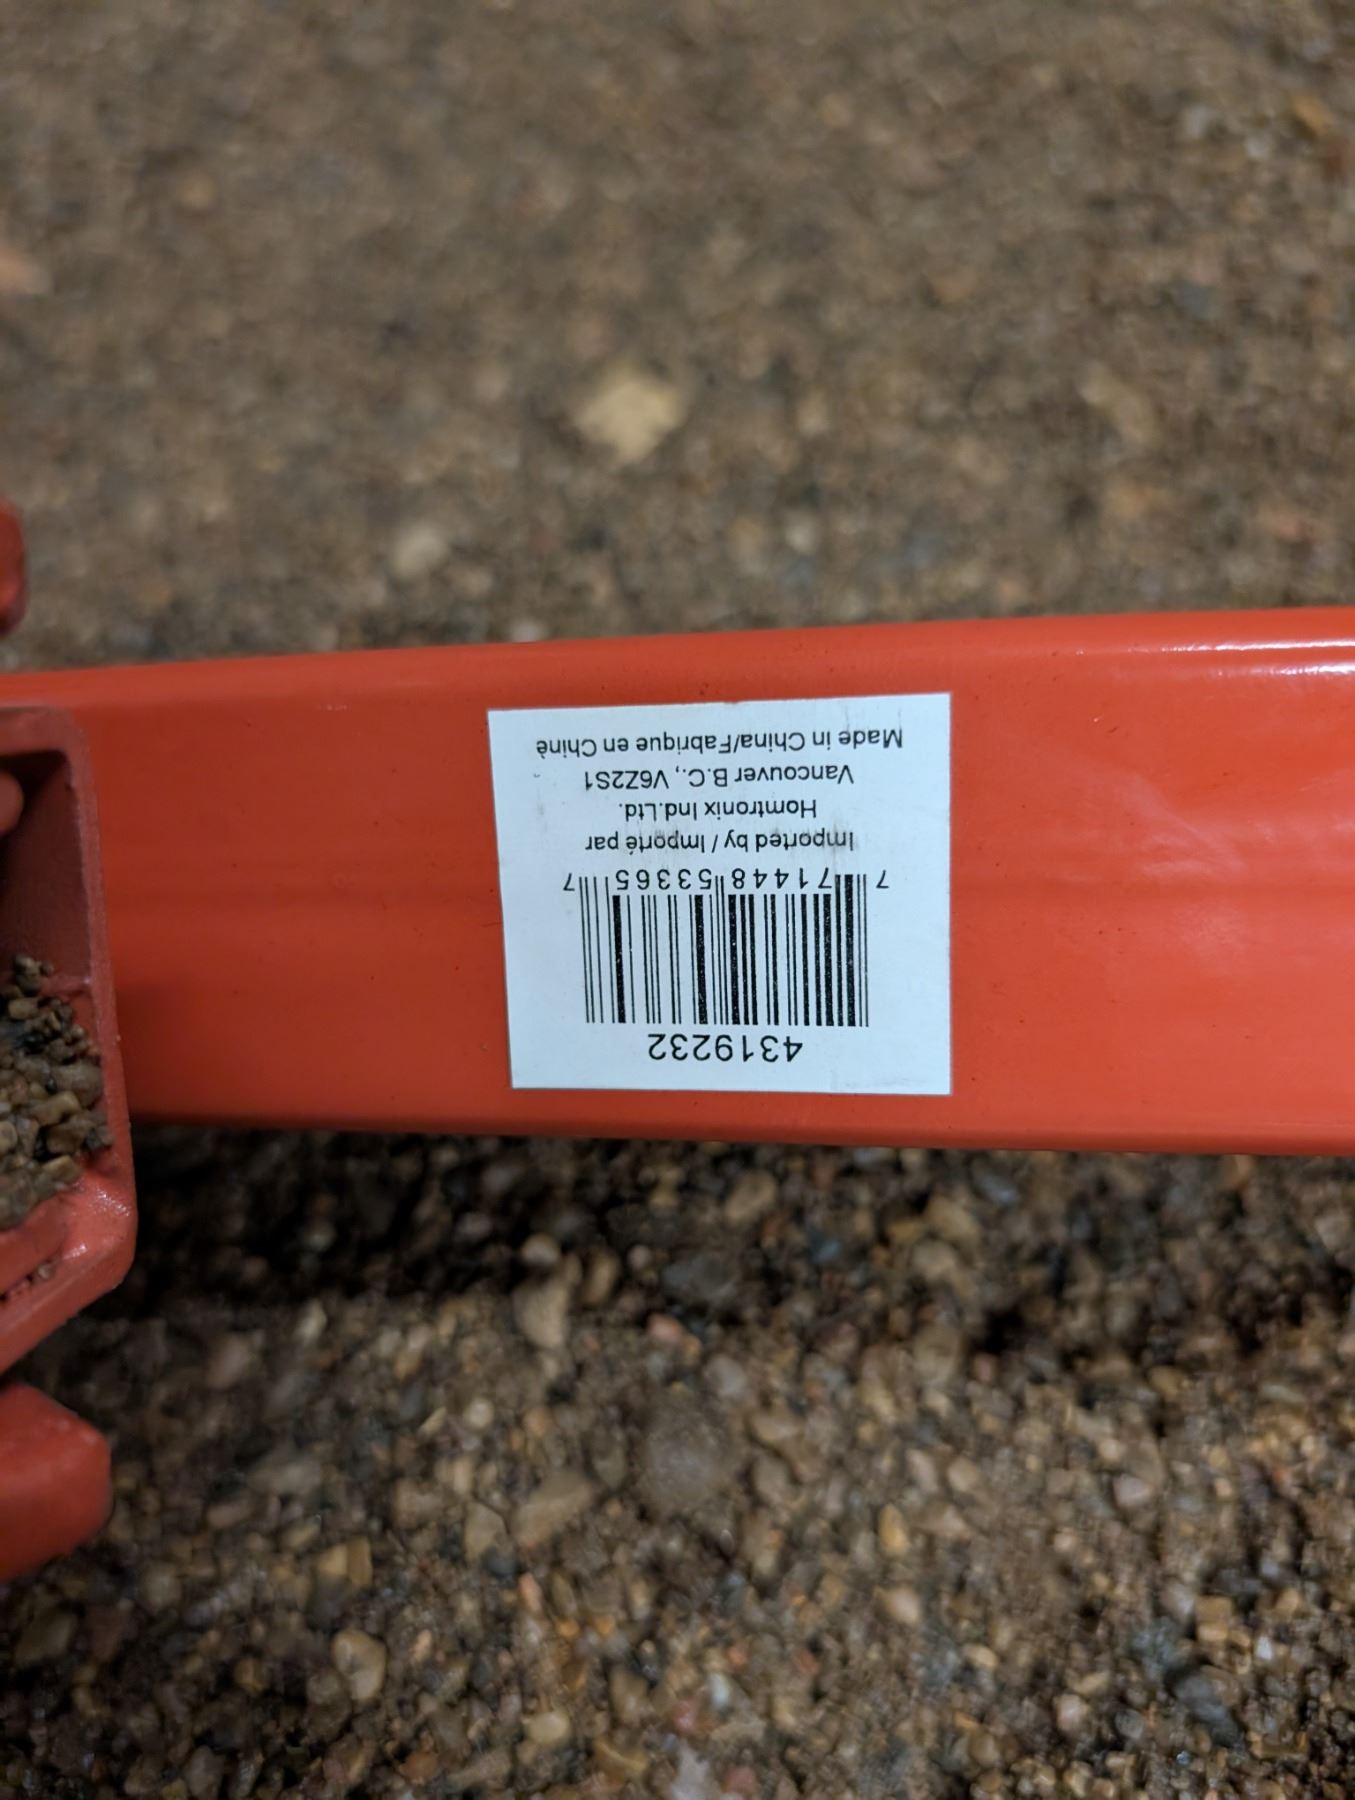 4319232
7 71448 53365 7
Imported by / Importé par
Homtronix Ind.Ltd.
Vancouver B.C., V6Z2S1
Made in China/Fabrique en Chinè